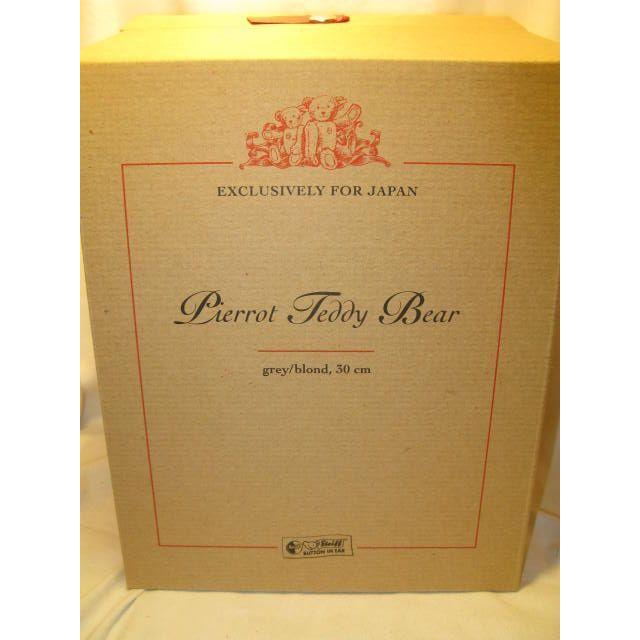 EXCLUSIVELY FOR JAPAN
Pierrot Teddy Bear
grey/blond, 30 cm
Steiff
BUTTON IN EAR